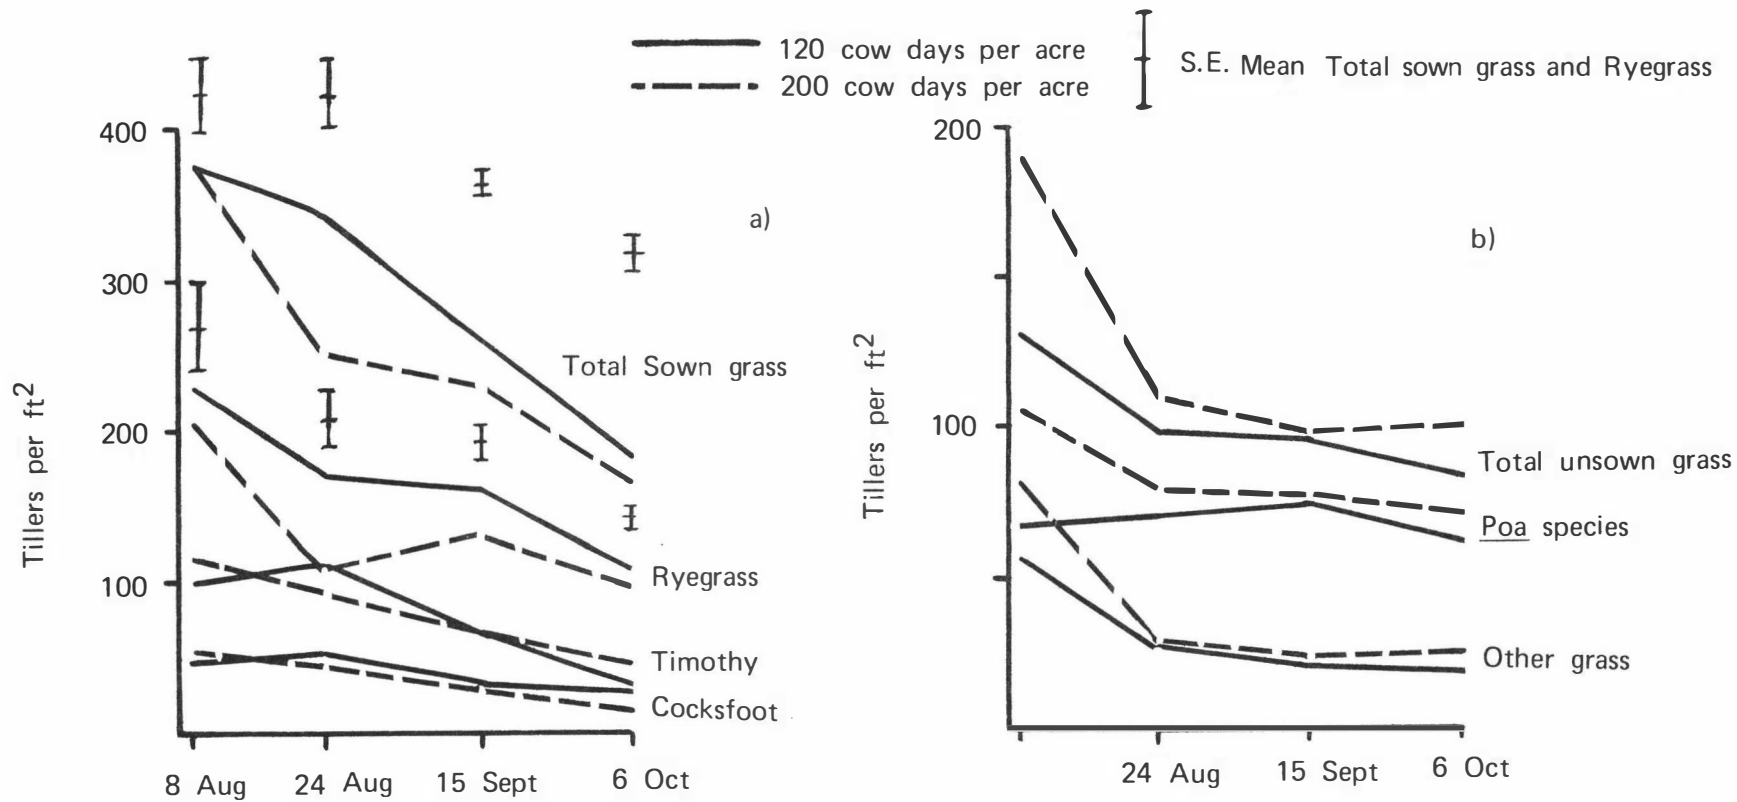 120 cow days per acre
200 cow days per acre
S.E. Mean Total sown grass and Ryegrass
a)
Tillers per ft2
400
300
200
100
Total Sown grass
Ryegrass
Timothy
Cocksfoot
8 Aug
24 Aug
15 Sept
6 Oct
b)
Tillers per ft2
200
100
Total unsown grass
Poa species
Other grass
24 Aug
15 Sept
6 Oct